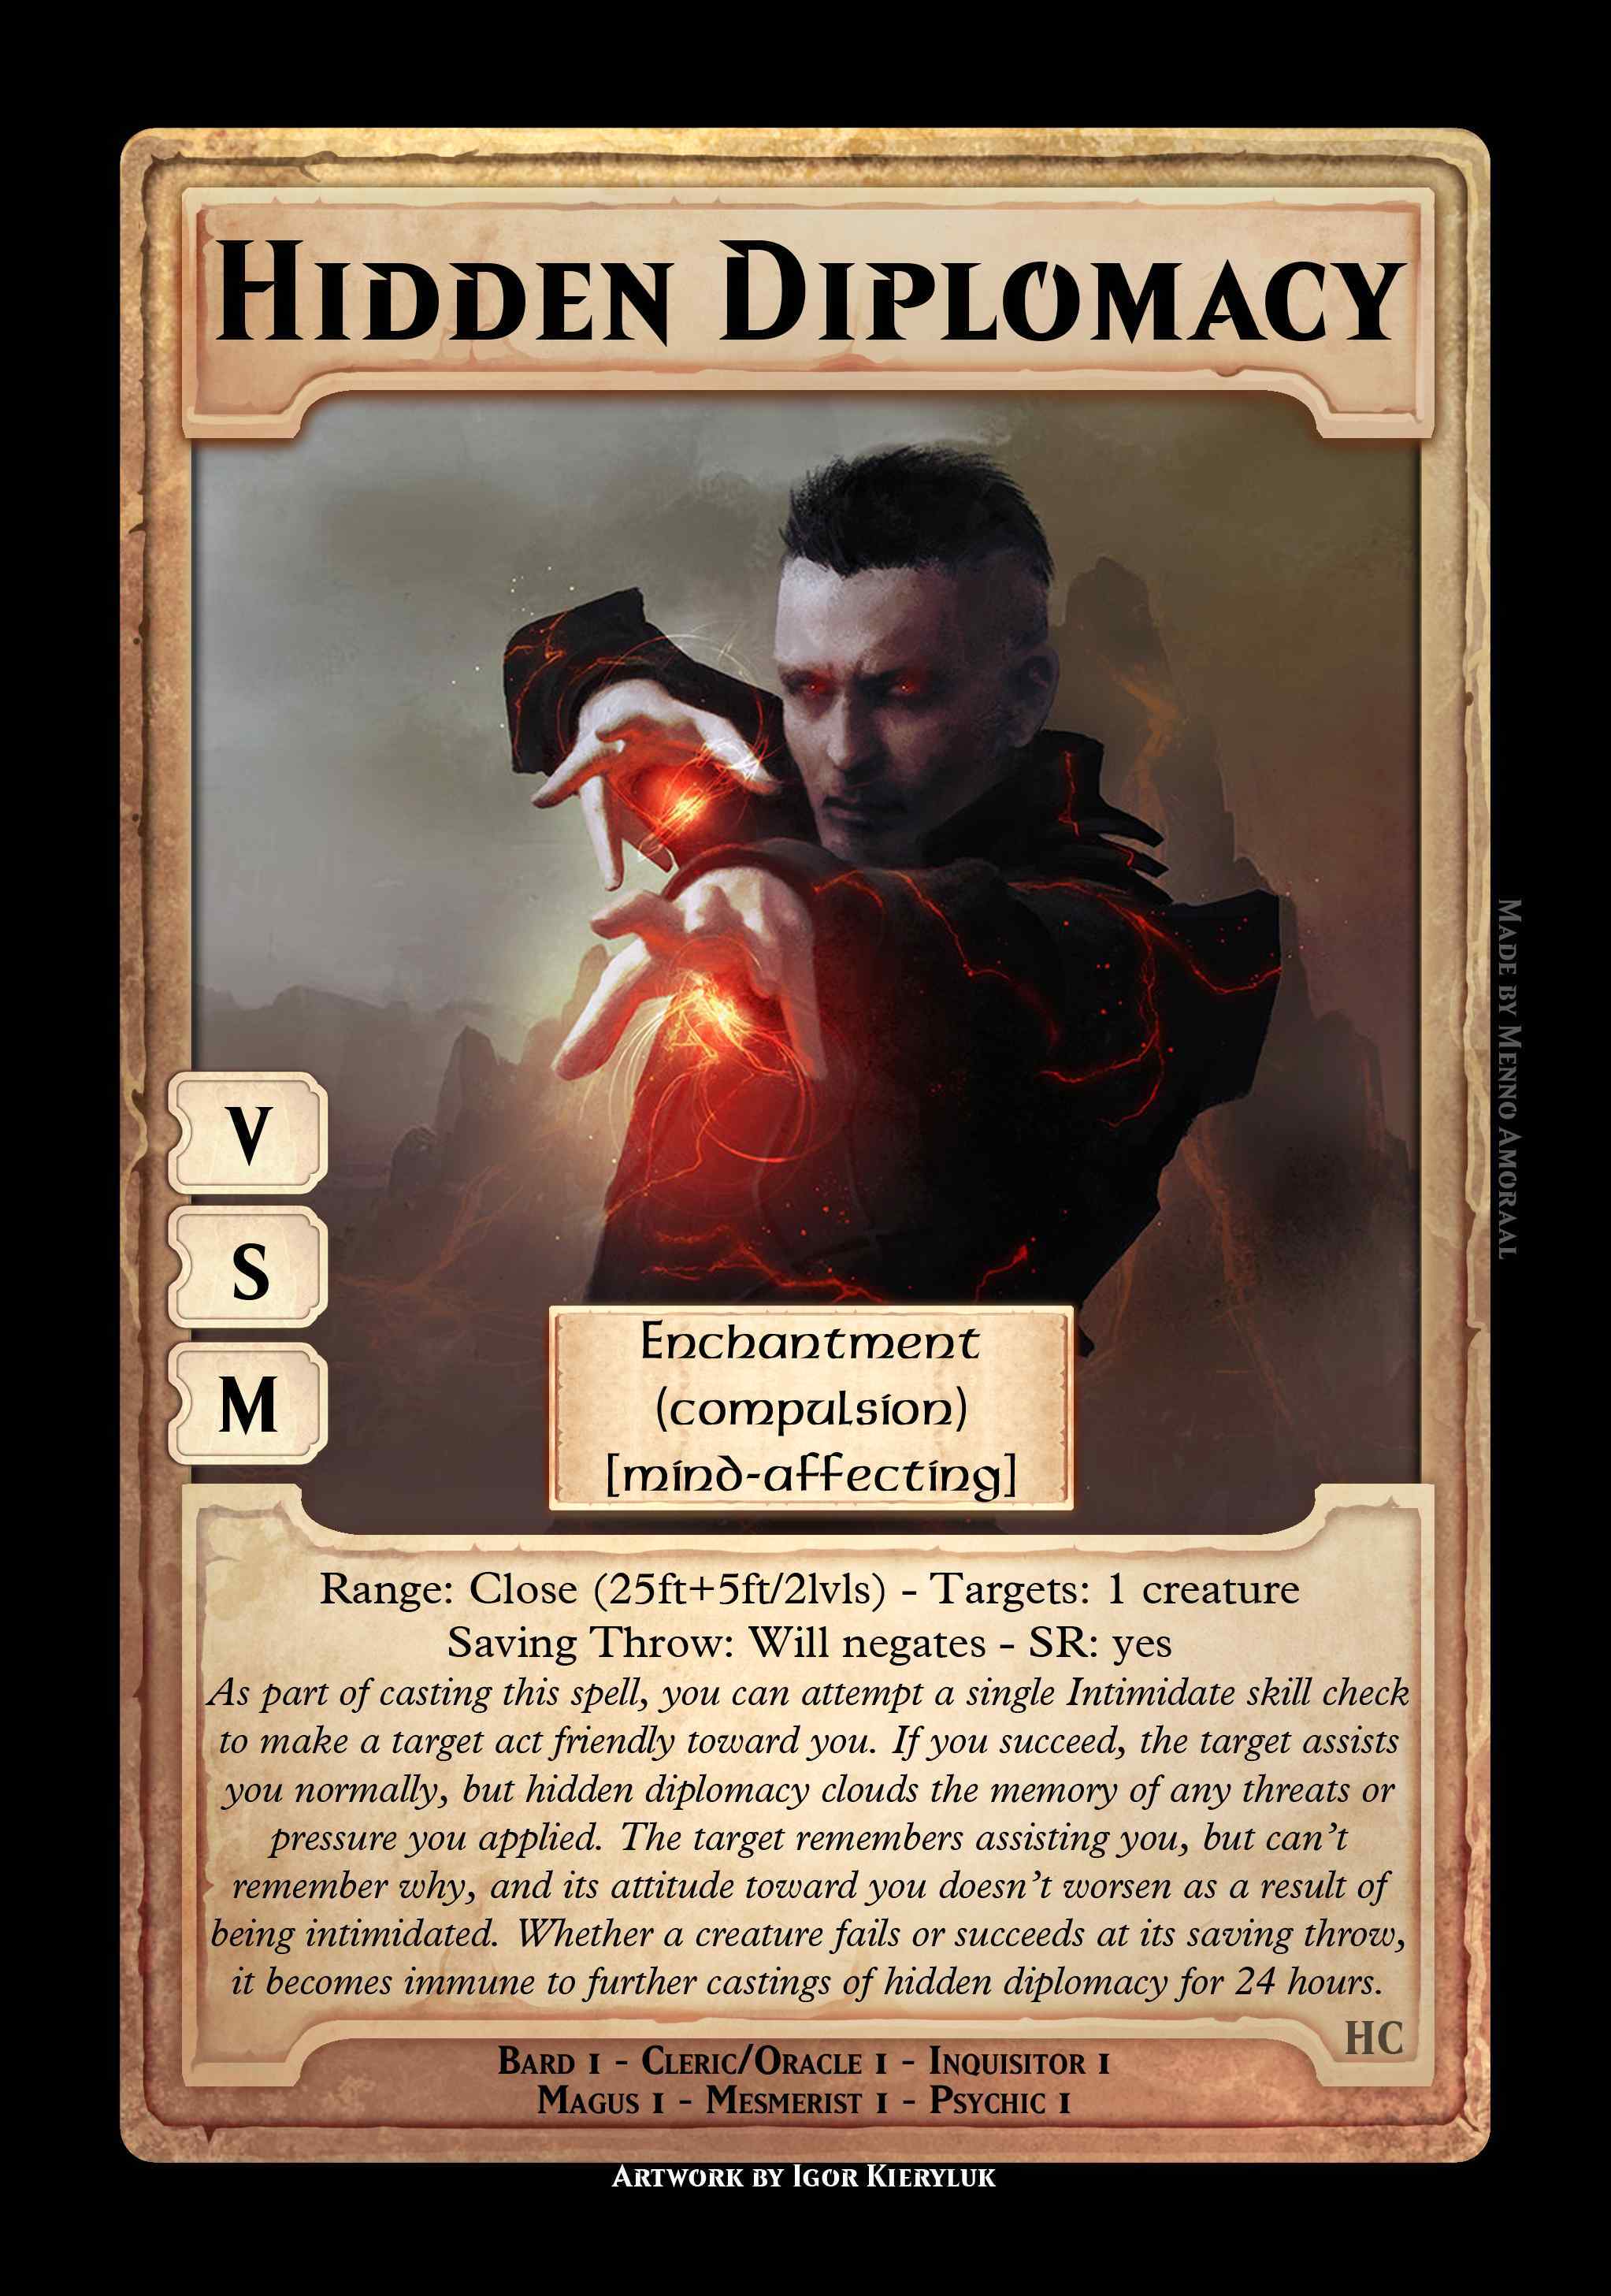 Hidden Diplomacy
Made by Menno Amoraal
V
S
M
Enchantment
(compulsion)
[mind-affecting]
Range: Close (25ft+5ft/2lvls) - Targets: 1 creature
Saving Throw: Will negates - SR: yes
As part of casting this spell, you can attempt a single Intimidate skill check
to make a target act friendly toward you. If you succeed, the target assists
you normally, but hidden diplomacy clouds the memory of any threats or
pressure you applied. The target remembers assisting you, but can't
remember why, and its attitude toward you doesn't worsen as a result of
being intimidated. Whether a creature fails or succeeds at its saving throw,
it becomes immune to further castings of hidden diplomacy for 24 hours.
HC
Bard 1 - Cleric/Oracle 1 - Inquisitor 1
Magus 1 - Mesmerist 1 - Psychic 1
Artwork by Igor Kieryluk